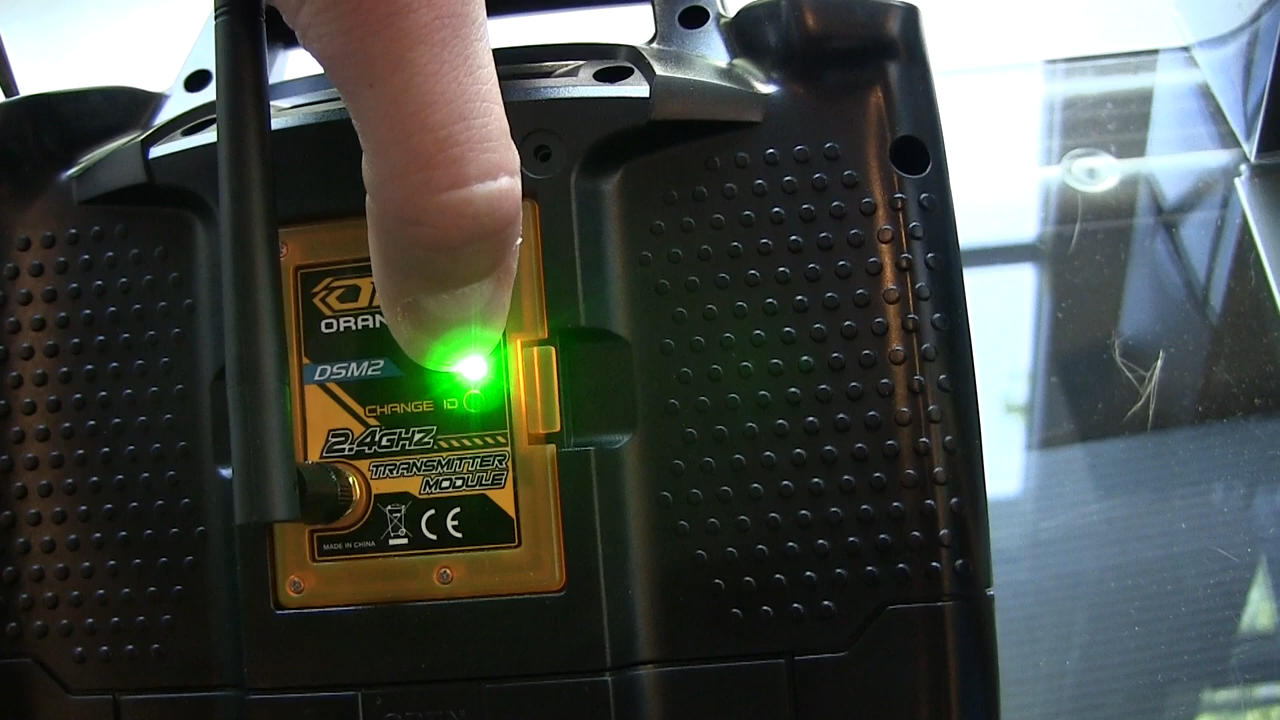 ORAN
DSM2
CHANGE ID
2.4GHZ
TRANSMITTER
MODULE
CE
MADE IN CHINA